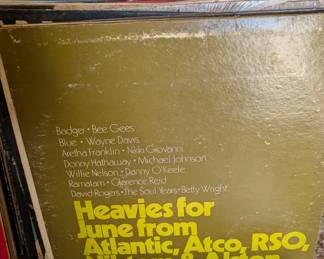 Badger • Bee Gees
Blue • Wayne Davis
Aretha Franklin • Nikki Giovanni
Donny Hathaway • Michael Johnson
Willie Nelson • Danny O'Keefe
Ramatam • Clarence Reid
David Rogers • The Soul Years • Betty Wright
Heavies for
June from
Atlantic, Atco, RSO,
& Alston